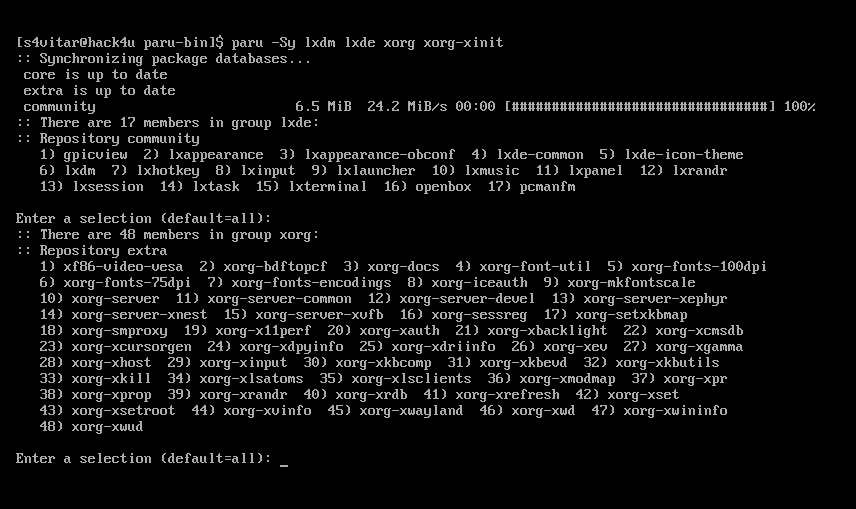 [s4vitar@hack4u paru-bin]$ paru -Sy lxdm lxde xorg xorg-xinit
:: Synchronizing package databases...
 core is up to date
 extra is up to date
 community                         6.5 MiB  24.2 MiB/s 00:00 [################################] 100%
:: There are 17 members in group lxde:
:: Repository community
   1) gpicview  2) lxappearance  3) lxappearance-obconf  4) lxde-common  5) lxde-icon-theme
   6) lxdm  7) lxhotkey  8) lxinput  9) lxlauncher  10) lxmusic  11) lxpanel  12) lxrandr
   13) lxsession  14) lxtask  15) lxterminal  16) openbox  17) pcmanfm
Enter a selection (default=all):
:: There are 48 members in group xorg:
:: Repository extra
   1) xf86-video-vesa  2) xorg-bdftopcf  3) xorg-docs  4) xorg-font-util  5) xorg-fonts-100dpi
   6) xorg-fonts-75dpi  7) xorg-fonts-encodings  8) xorg-iceauth  9) xorg-mkfontscale
   10) xorg-server  11) xorg-server-common  12) xorg-server-devel  13) xorg-server-xephyr
   14) xorg-server-xnest  15) xorg-server-xvfb  16) xorg-sessreg  17) xorg-setxkbmap
   18) xorg-smproxy  19) xorg-x11perf  20) xorg-xauth  21) xorg-xbacklight  22) xorg-xcmsdb
   23) xorg-xcursorgen  24) xorg-xdpyinfo  25) xorg-xdriinfo  26) xorg-xev  27) xorg-xgamma
   28) xorg-xhost  29) xorg-xinput  30) xorg-xkbcomp  31) xorg-xkbevd  32) xorg-xkbutils
   33) xorg-xkill  34) xorg-xlsatoms  35) xorg-xlsclients  36) xorg-xmodmap  37) xorg-xpr
   38) xorg-xprop  39) xorg-xrandr  40) xorg-xrdb  41) xorg-xrefresh  42) xorg-xset
   43) xorg-xsetroot  44) xorg-xvinfo  45) xorg-xwayland  46) xorg-xwd  47) xorg-xwininfo
   48) xorg-xwud
Enter a selection (default=all): _